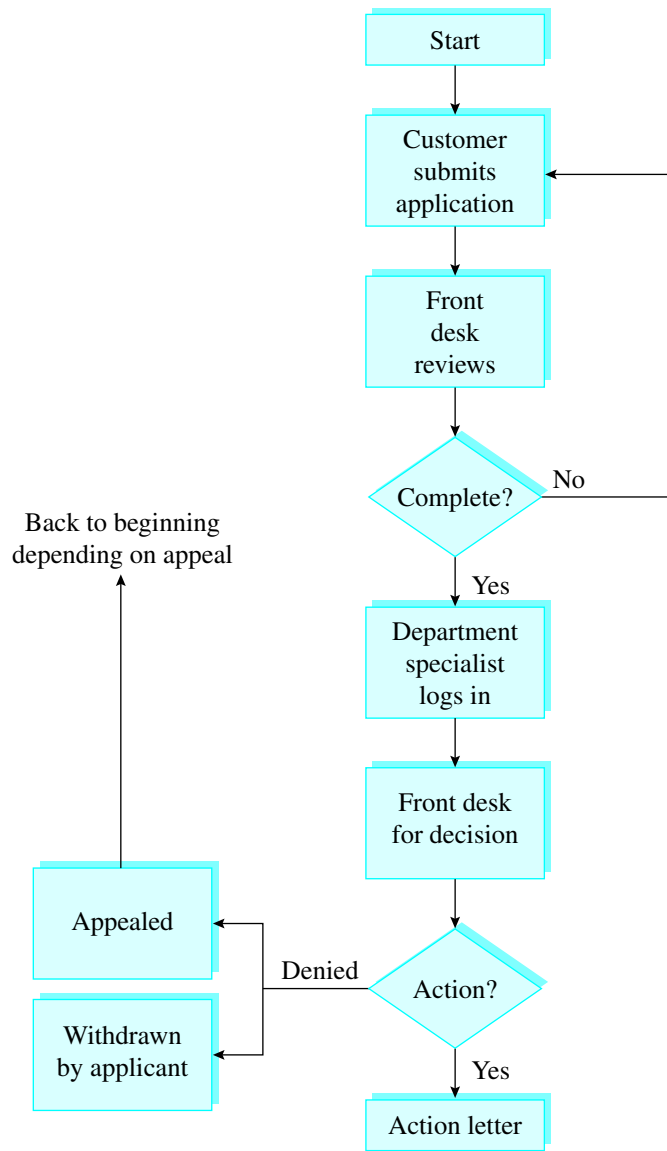 Start
Customer
submits
application
Front
desk
reviews
Complete?
No
Yes
Department
specialist
logs in
Front desk
for decision
Action?
Denied
Appealed
Back to beginning
depending on appeal
Withdrawn
by applicant
Yes
Action letter